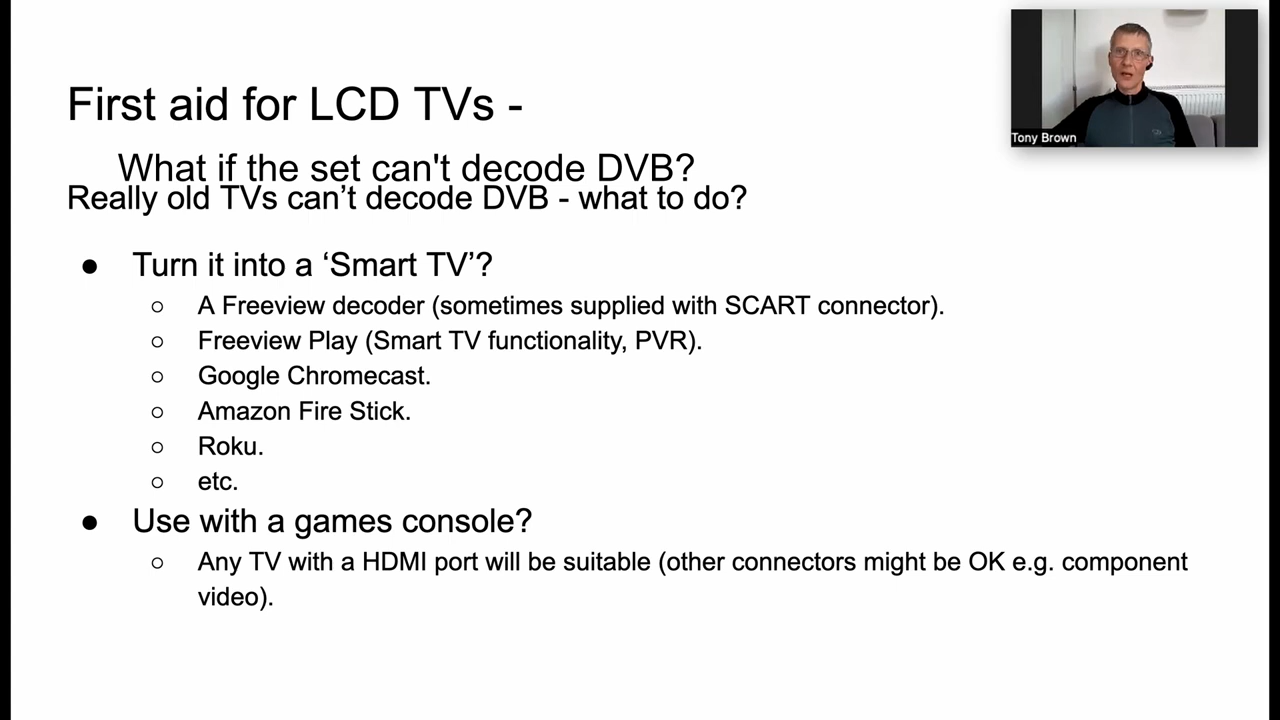 First aid for LCD TVs -
What if the set can't decode DVB?
Really old TVs can’t decode DVB - what to do?
● Turn it into a ‘Smart TV’?
○ A Freeview decoder (sometimes supplied with SCART connector).
○ Freeview Play (Smart TV functionality, PVR).
○ Google Chromecast.
○ Amazon Fire Stick.
○ Roku.
○ etc.
● Use with a games console?
○ Any TV with a HDMI port will be suitable (other connectors might be OK e.g. component
video).
Tony Brown